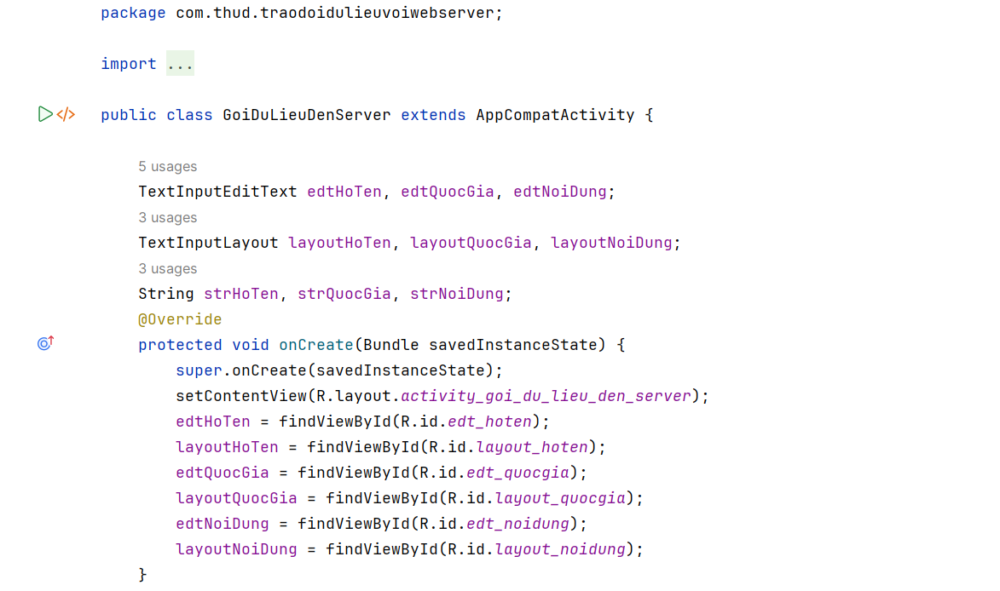 package com.thud.traodoidulieuvoiwebserver;
import ...
public class GoiDuLieuDenServer extends AppCompatActivity {
5 usages
TextInputEditText edtHoTen, edtQuocGia, edtNoiDung;
3 usages
TextInputLayout layoutHoTen, layoutQuocGia, layoutNoiDung;
3 usages
String strHoTen, strQuocGia, strNoiDung;
@Override
protected void onCreate(Bundle savedInstanceState) {
super.onCreate(savedInstanceState);
setContentView(R.layout.activity_goi_du_lieu_den_server);
edtHoTen = findViewById(R.id.edt_hoten);
layoutHoTen = findViewById(R.id.layout_hoten);
edtQuocGia = findViewById(R.id.edt_quocgia);
layoutQuocGia = findViewById(R.id.layout_quocgia);
edtNoiDung = findViewById(R.id.edt_noidung);
layoutNoiDung = findViewById(R.id.layout_noidung);
}